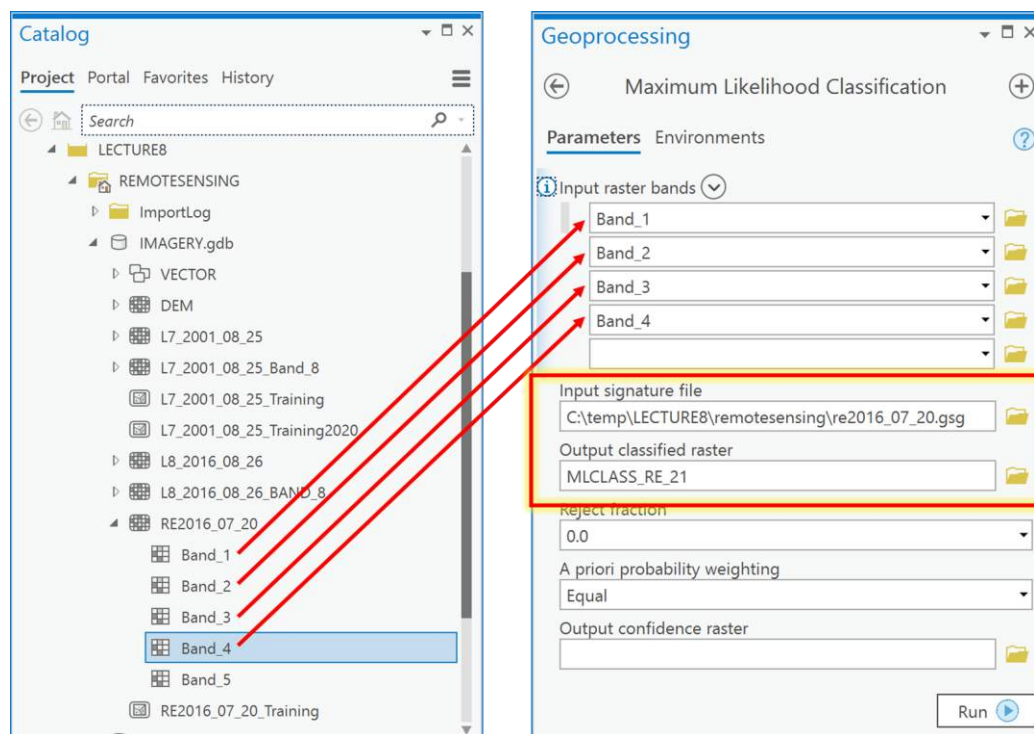 Catalog
Project Portal Favorites History
Search
LECTURE8
REMOTESENSING
ImportLog
IMAGERY.gdb
VECTOR
DEM
L7_2001_08_25
L7_2001_08_25_Band_8
L7_2001_08_25_Training
L7_2001_08_25_Training2020
L8_2016_08_26
L8_2016_08_26_BAND_8
RE2016_07_20
Band_1
Band_2
Band_3
Band_4
Band_5
RE2016_07_20_Training
Geoprocessing
Maximum Likelihood Classification
Parameters Environments
Input raster bands
Band_1
Band_2
Band_3
Band_4
Input signature file
C:\temp\LECTURE8\remotesensing\re2016_07_20.gsg
Output classified raster
MLCLASS_RE_21
Reject fraction
0.0
A priori probability weighting
Equal
Output confidence raster
Run